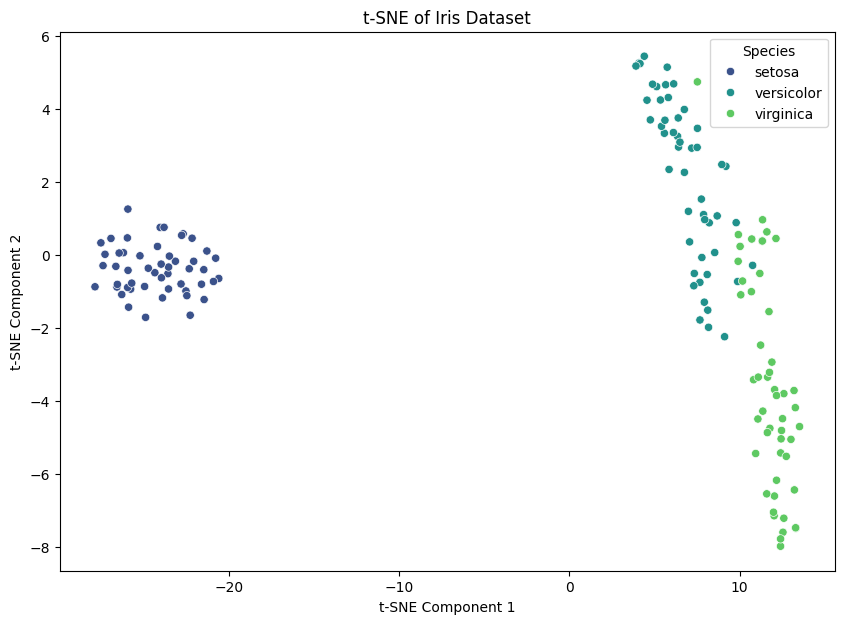 t-SNE of Iris Dataset
6
4
2
0
−2
−4
−6
−8
t-SNE Component 2
Species
setosa
versicolor
virginica
−20
−10
0
10
t-SNE Component 1